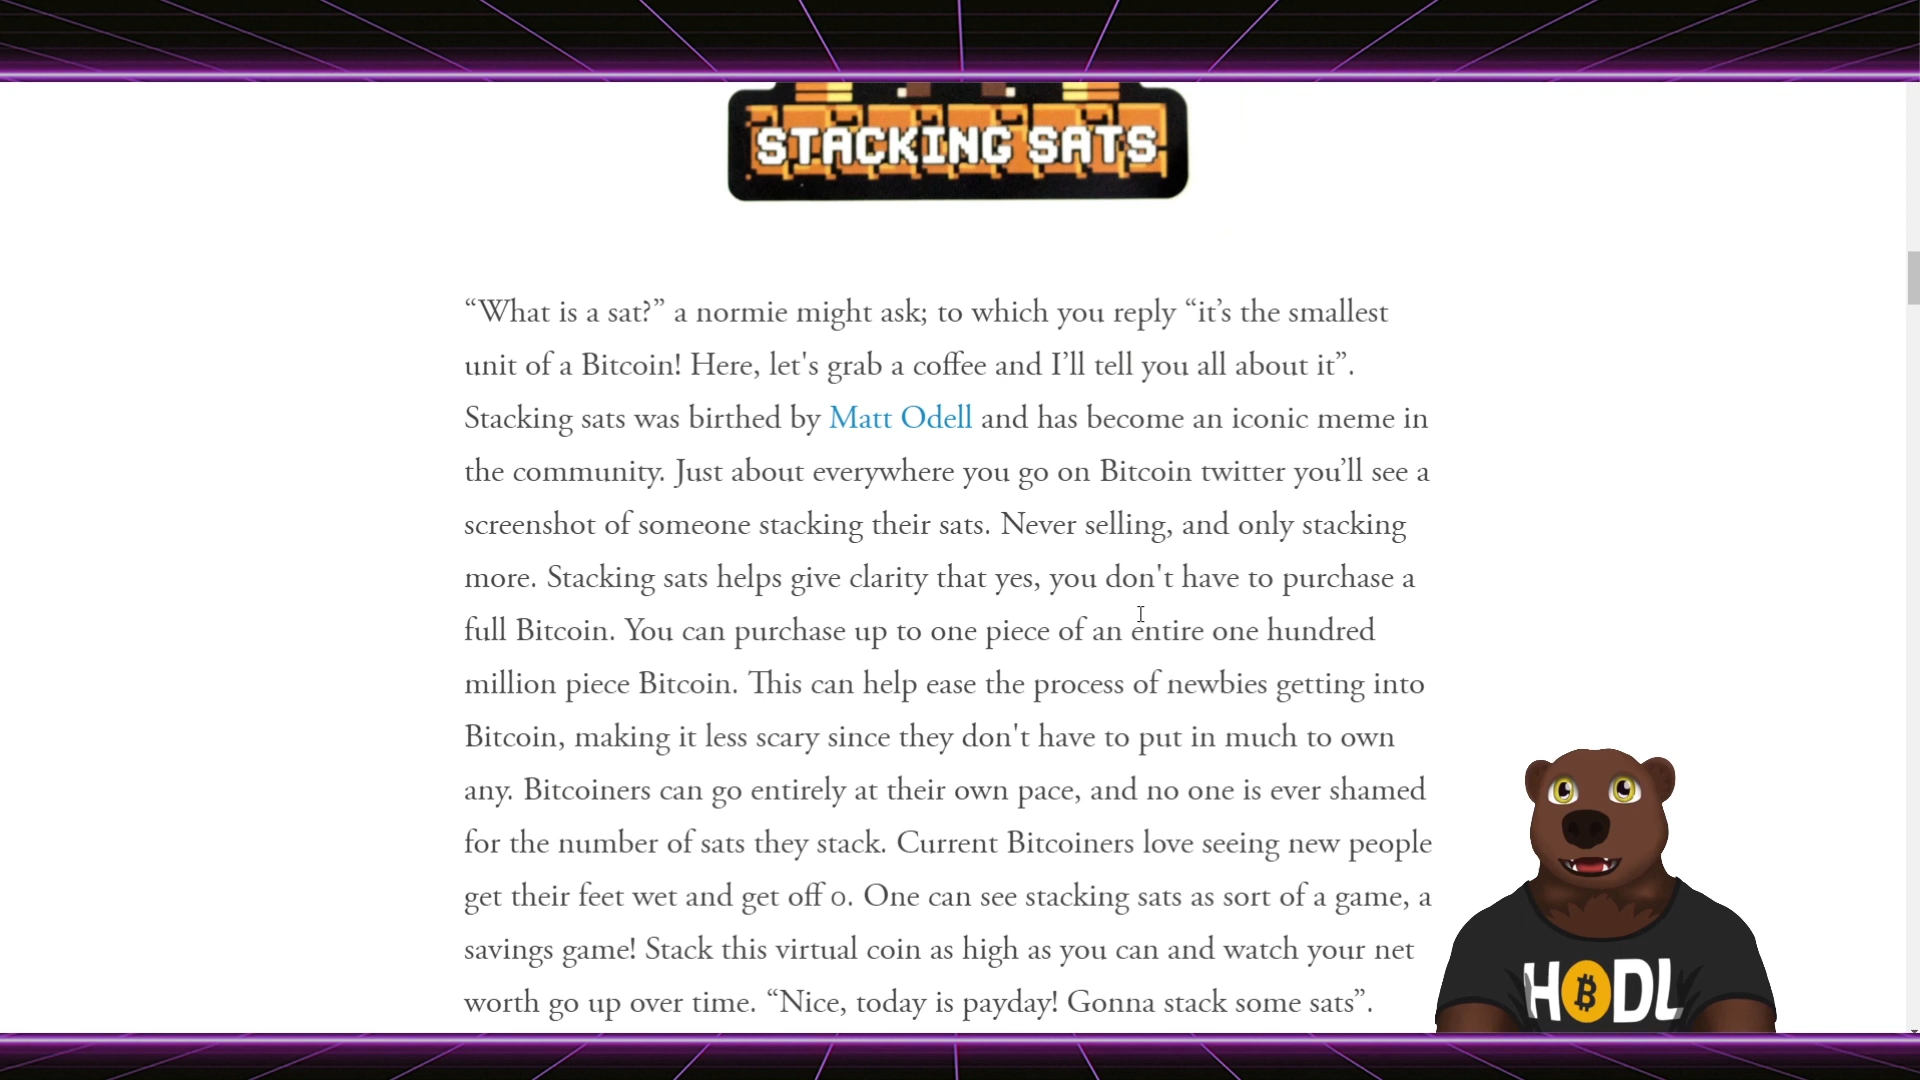 STACKING SATS
“What is a sat?” a normie might ask; to which you reply “it’s the smallest
unit of a Bitcoin! Here, let's grab a coffee and I’ll tell you all about it”.
Stacking sats was birthed by Matt Odell and has become an iconic meme in
the community. Just about everywhere you go on Bitcoin twitter you’ll see a
screenshot of someone stacking their sats. Never selling, and only stacking
more. Stacking sats helps give clarity that yes, you don't have to purchase a
full Bitcoin. You can purchase up to one piece of an entire one hundred
million piece Bitcoin. This can help ease the process of newbies getting into
Bitcoin, making it less scary since they don't have to put in much to own
any. Bitcoiners can go entirely at their own pace, and no one is ever shamed
for the number of sats they stack. Current Bitcoiners love seeing new people
get their feet wet and get off 0. One can see stacking sats as sort of a game, a
savings game! Stack this virtual coin as high as you can and watch your net
worth go up over time. “Nice, today is payday! Gonna stack some sats”.
H₿DL